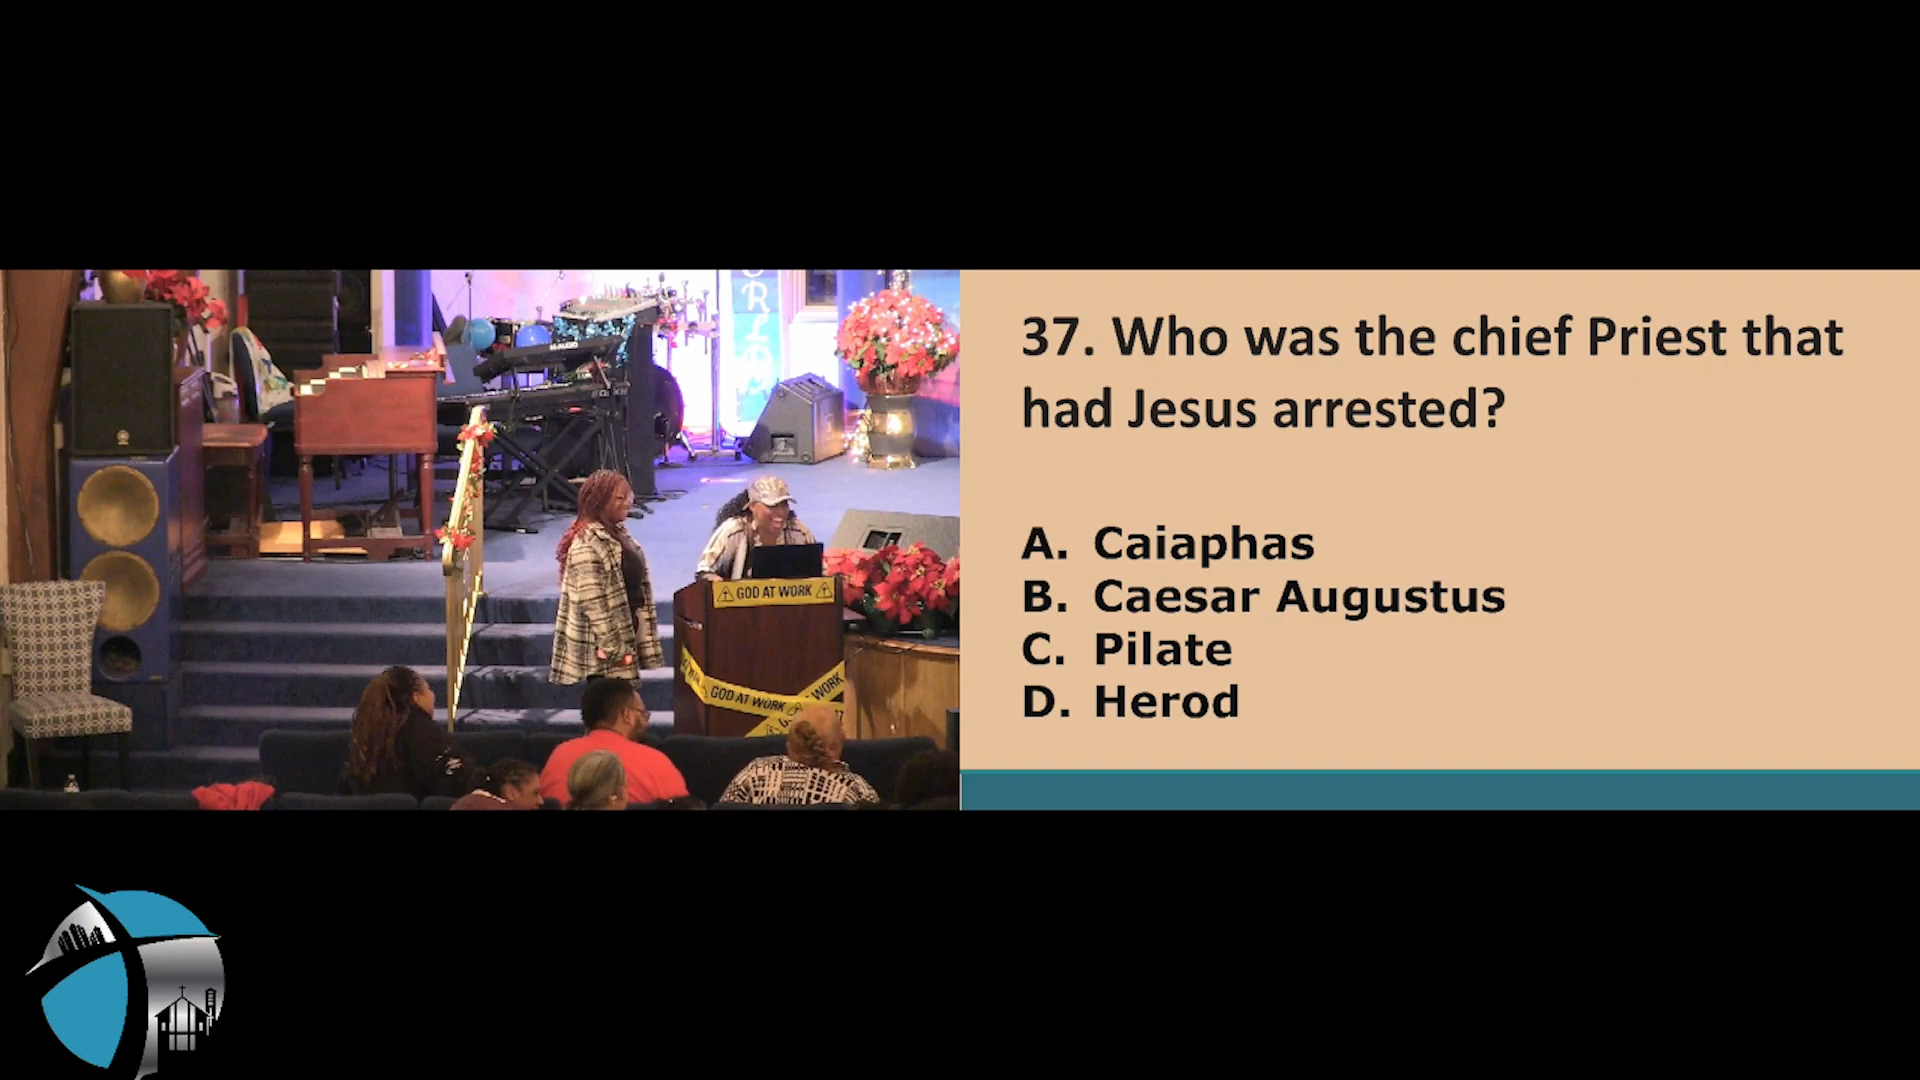 37. Who was the chief Priest that
had Jesus arrested?
A. Caiaphas
B. Caesar Augustus
C. Pilate
D. Herod
GOD AT WORK
GOD AT WORK
WORK
M-AUDIO